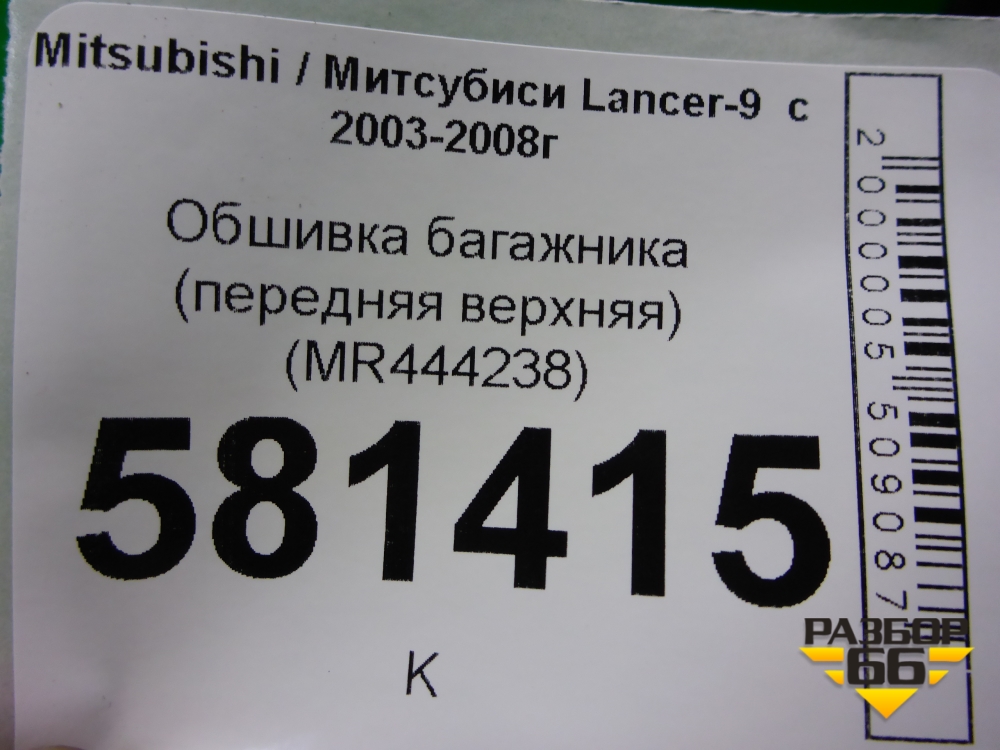 Mitsubishi / Митсубиси Lancer-9 с
2003-2008г
Обшивка багажника
(передняя верхняя)
(MR444238)
581415
К
2000005509087
РАЗБОР
66